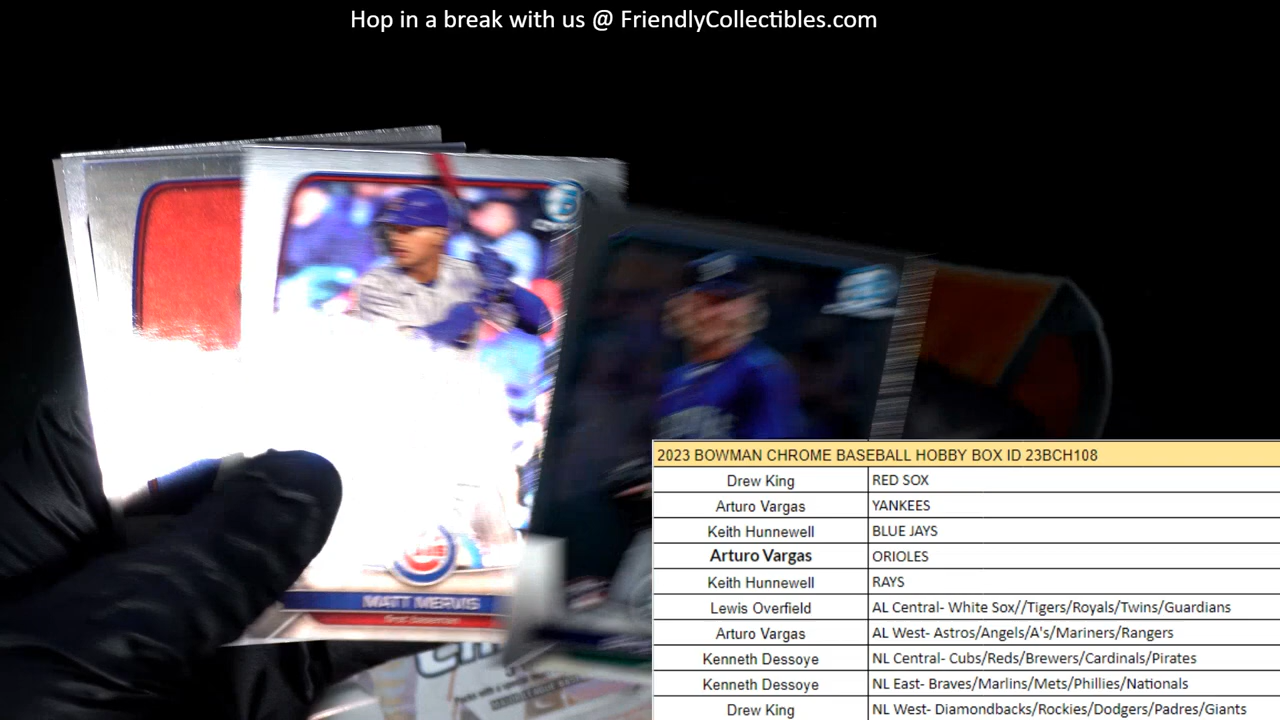 Hop in a break with us @ FriendlyCollectibles.com
MATT MERVIS
First Baseman
2023 BOWMAN CHROME BASEBALL HOBBY BOX ID 23BCH108
Drew King RED SOX
Arturo Vargas YANKEES
Keith Hunnewell BLUE JAYS
Arturo Vargas ORIOLES
Keith Hunnewell RAYS
Lewis Overfield AL Central- White Sox//Tigers/Royals/Twins/Guardians
Arturo Vargas AL West- Astros/Angels/A's/Mariners/Rangers
Kenneth Dessoye NL Central- Cubs/Reds/Brewers/Cardinals/Pirates
Kenneth Dessoye NL East- Braves/Marlins/Mets/Phillies/Nationals
Drew King NL West- Diamondbacks/Rockies/Dodgers/Padres/Giants